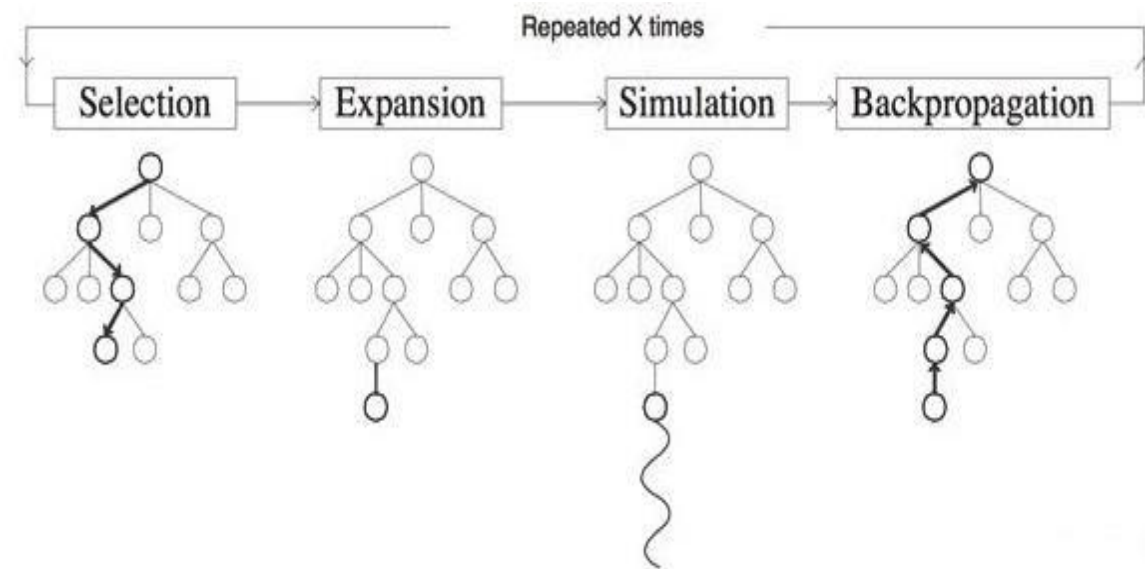 Repeated X times
Selection
Expansion
Simulation
Backpropagation